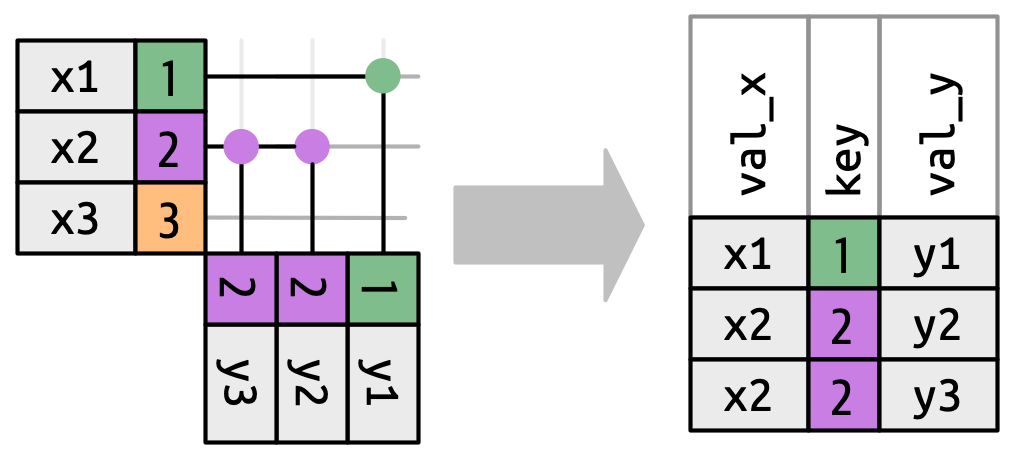 x1 1
x2 2
x3 3
2 2 1
y3 y2 y1
val_x key val_y
x1 1 y1
x2 2 y2
x2 2 y3